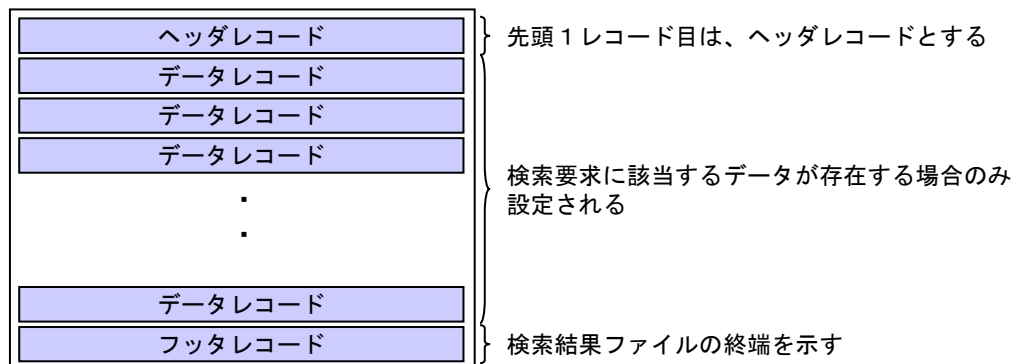 ヘッダレコード
先頭１レコード目は、ヘッダレコードとする
データレコード
データレコード
データレコード
検索要求に該当するデータが存在する場合のみ
設定される
・
・
データレコード
フッタレコード
検索結果ファイルの終端を示す